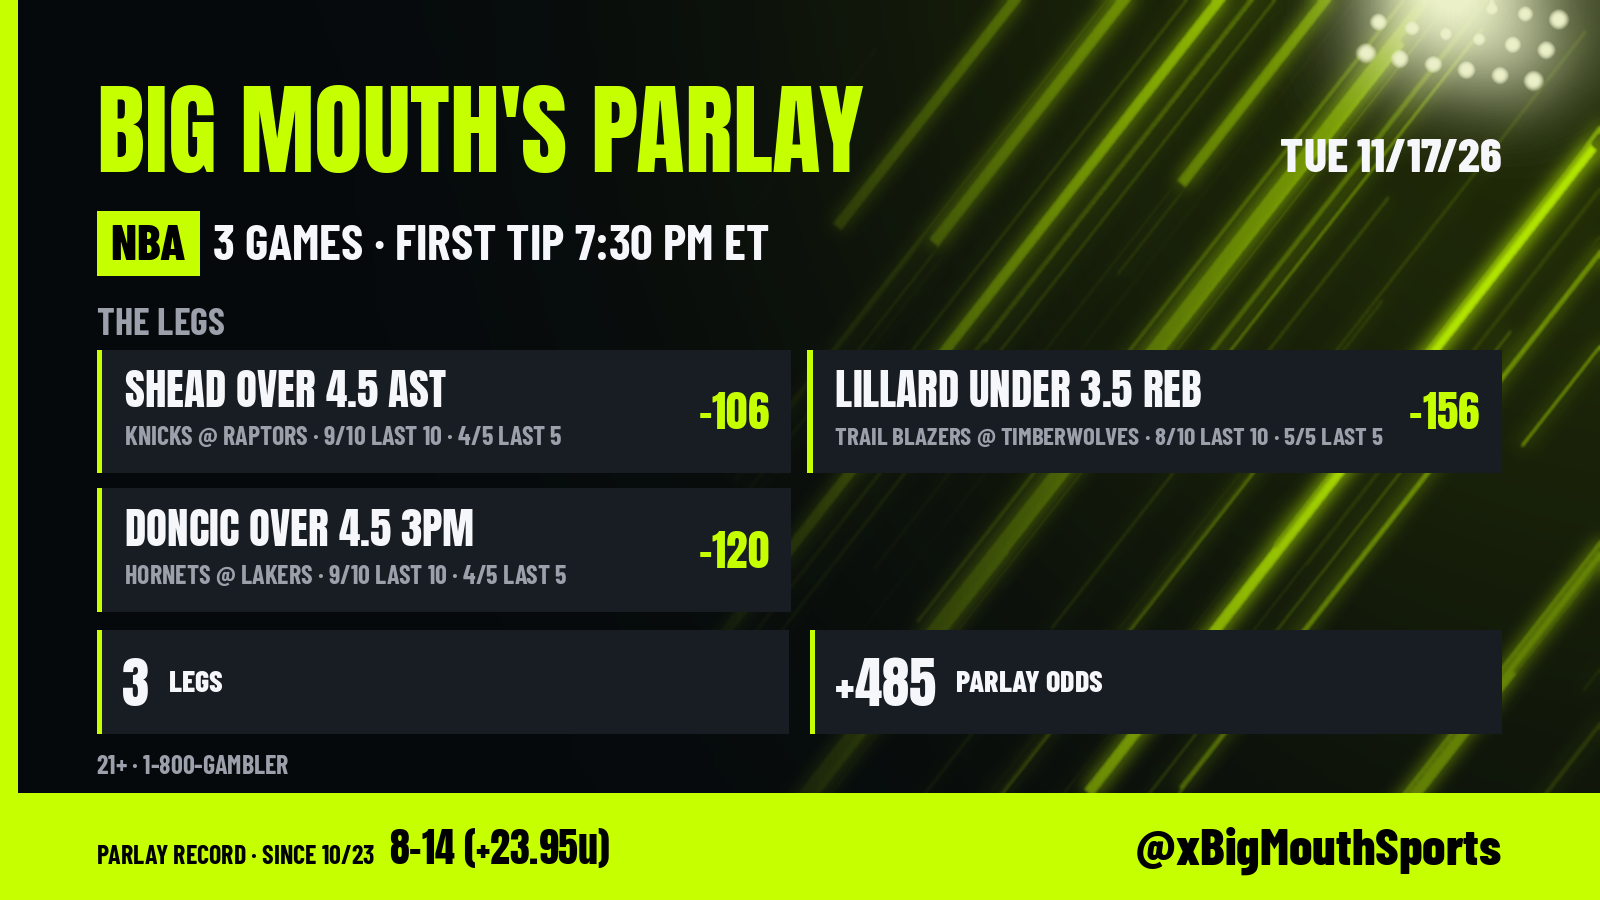 BIG MOUTH'S PARLAY
TUE 11/17/26
NBA 3 GAMES · FIRST TIP 7:30 PM ET
THE LEGS
SHEAD OVER 4.5 AST
KNICKS @ RAPTORS · 9/10 LAST 10 · 4/5 LAST 5
-106
LILLARD UNDER 3.5 REB
TRAIL BLAZERS @ TIMBERWOLVES · 8/10 LAST 10 · 5/5 LAST 5
-156
DONCIC OVER 4.5 3PM
HORNETS @ LAKERS · 9/10 LAST 10 · 4/5 LAST 5
-120
3 LEGS
+485 PARLAY ODDS
21+ · 1-800-GAMBLER
PARLAY RECORD · SINCE 10/23 8-14 (+23.95u)
@xBigMouthSports